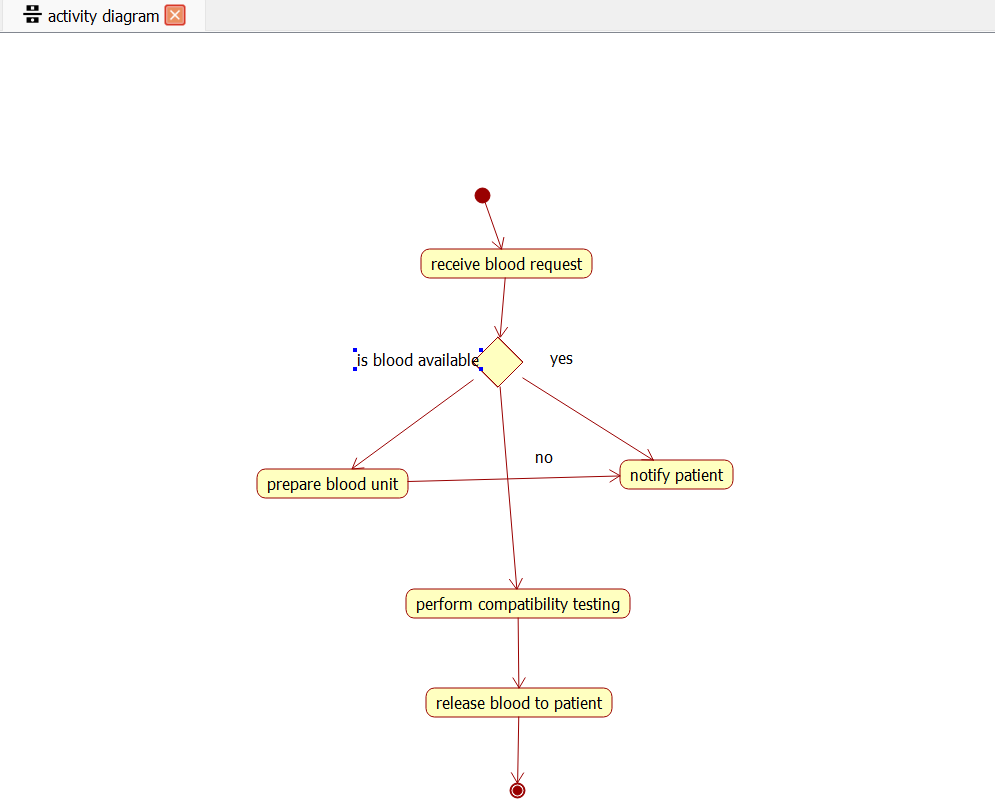 activity diagram
receive blood request
is blood available
yes
no
prepare blood unit
notify patient
perform compatibility testing
release blood to patient